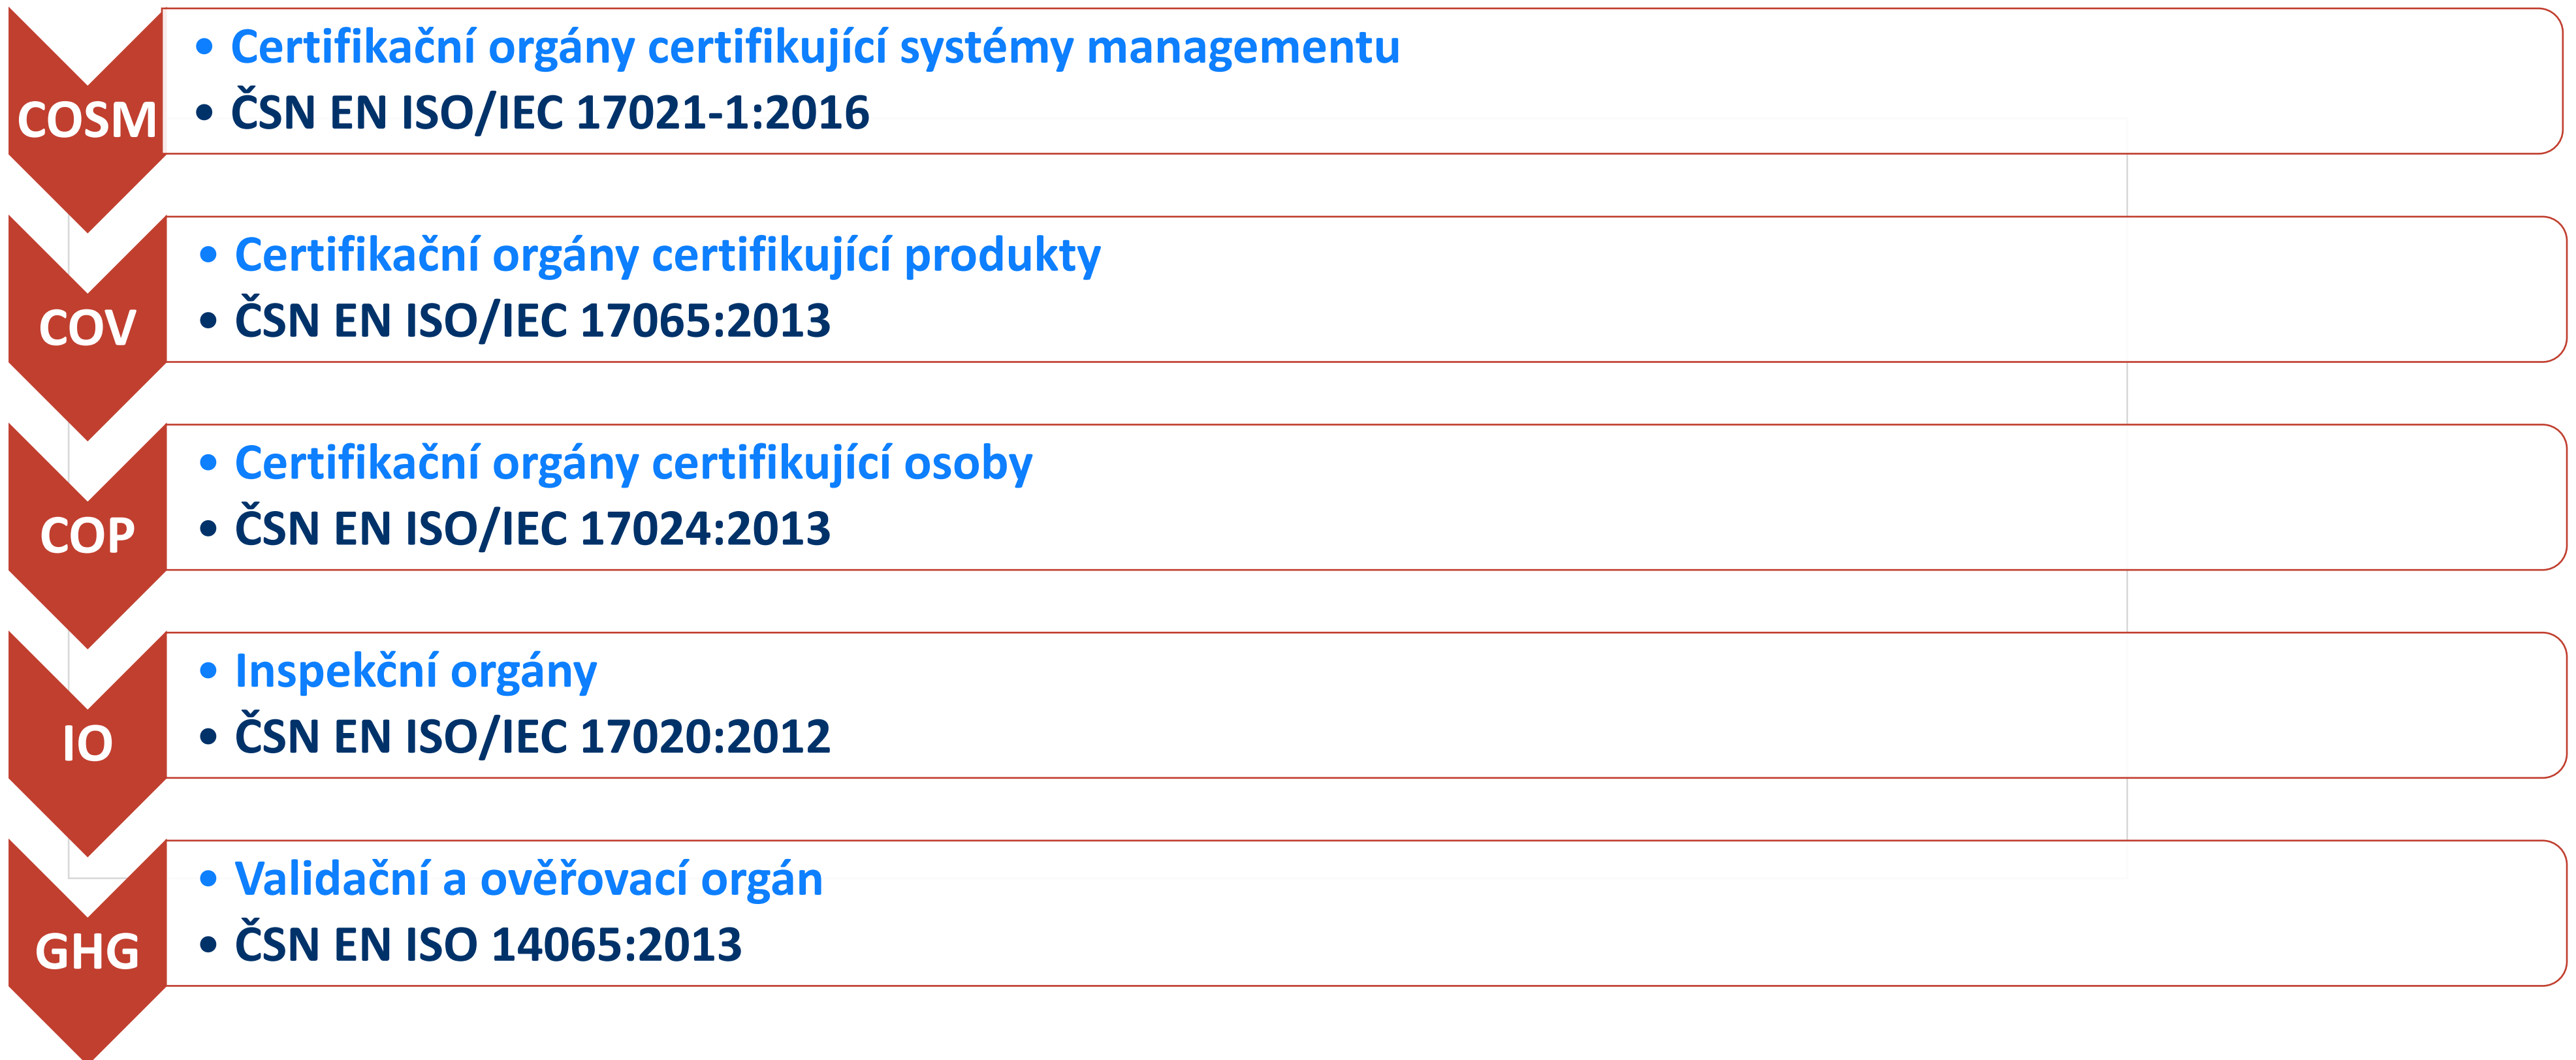 COSM
• Certifikační orgány certifikující systémy managementu
• ČSN EN ISO/IEC 17021-1:2016
COV
• Certifikační orgány certifikující produkty
• ČSN EN ISO/IEC 17065:2013
COP
• Certifikační orgány certifikující osoby
• ČSN EN ISO/IEC 17024:2013
IO
• Inspekční orgány
• ČSN EN ISO/IEC 17020:2012
GHG
• Validační a ověřovací orgán
• ČSN EN ISO 14065:2013